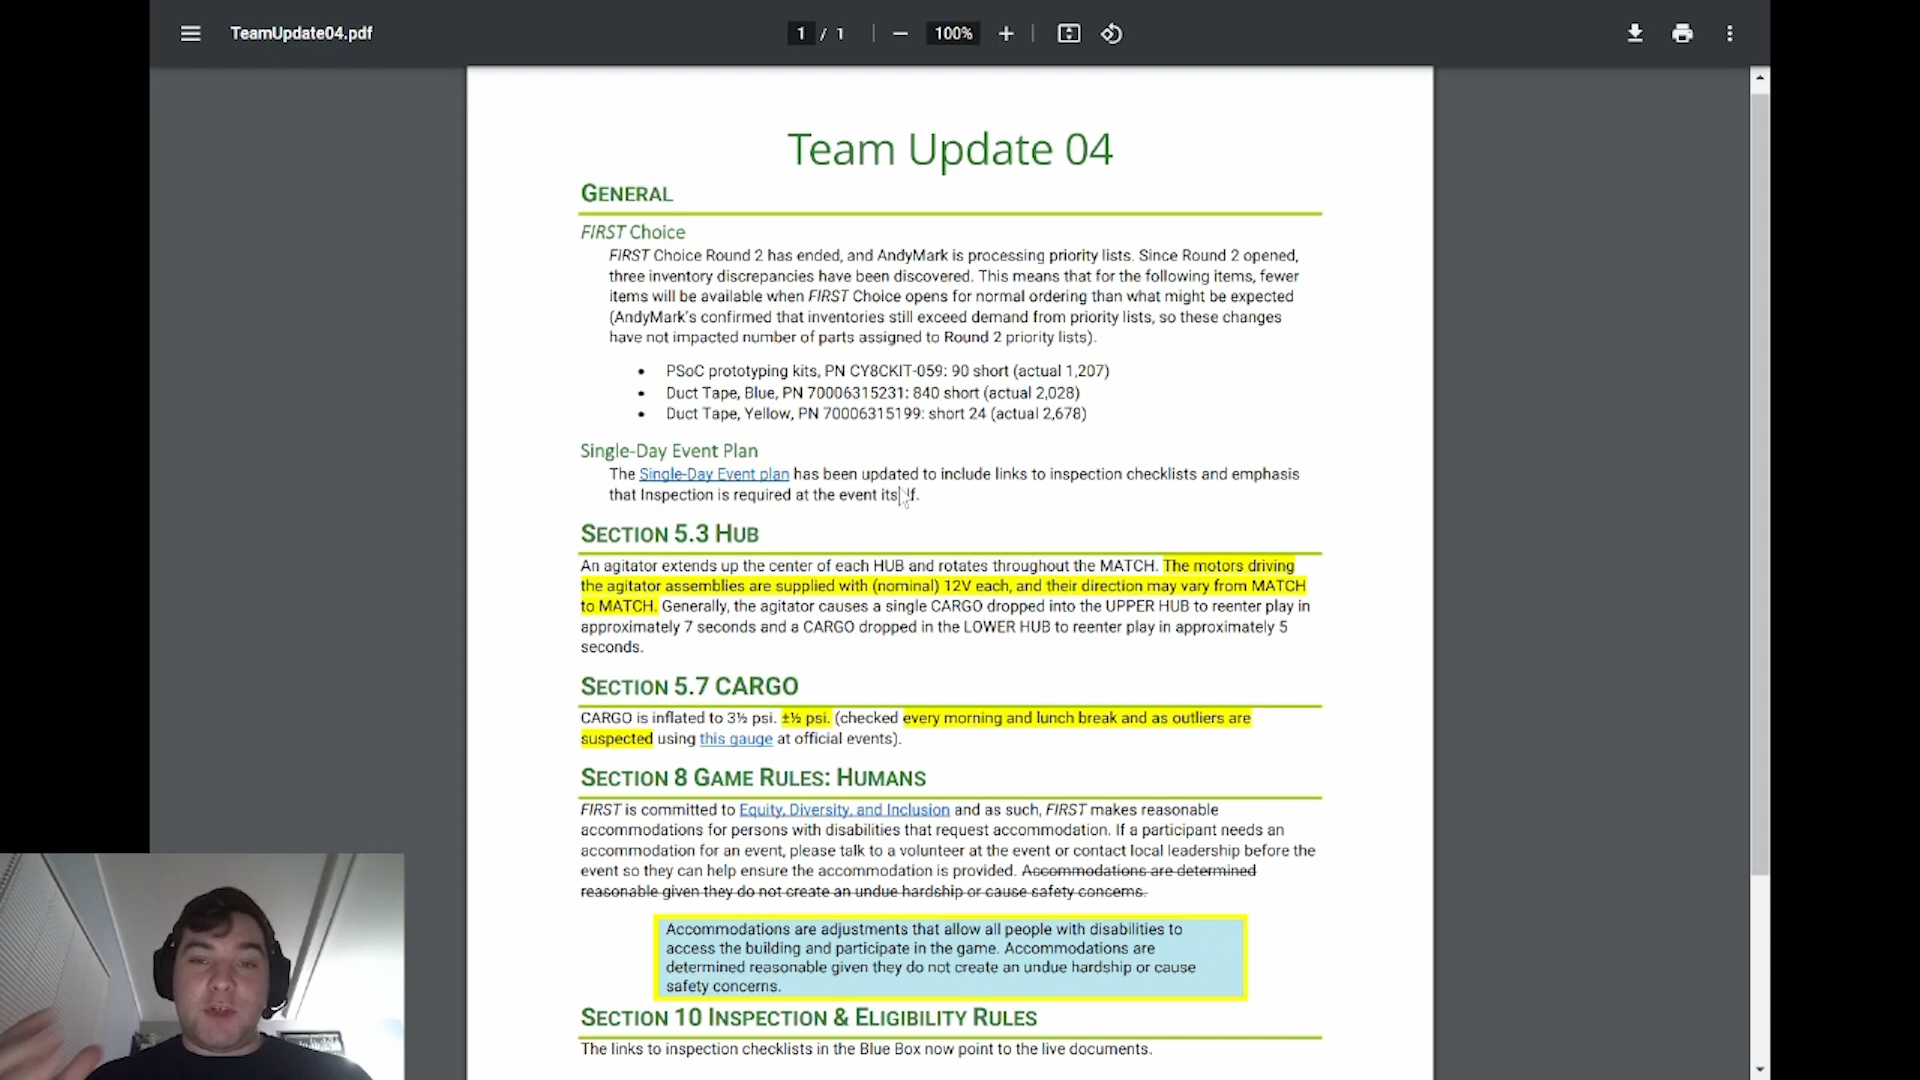 TeamUpdate04.pdf
1 / 1
100%
Team Update 04
GENERAL
FIRST Choice
FIRST Choice Round 2 has ended, and AndyMark is processing priority lists. Since Round 2 opened,
three inventory discrepancies have been discovered. This means that for the following items, fewer
items will be available when FIRST Choice opens for normal ordering than what might be expected
(AndyMark's confirmed that inventories still exceed demand from priority lists, so these changes
have not impacted number of parts assigned to Round 2 priority lists).
• PSoC prototyping kits, PN CY8CKIT-059: 90 short (actual 1,207)
• Duct Tape, Blue, PN 70006315231: 840 short (actual 2,028)
• Duct Tape, Yellow, PN 70006315199: short 24 (actual 2,678)
Single-Day Event Plan
The Single-Day Event plan has been updated to include links to inspection checklists and emphasis
that Inspection is required at the event itself.
SECTION 5.3 HUB
An agitator extends up the center of each HUB and rotates throughout the MATCH. The motors driving
the agitator assemblies are supplied with (nominal) 12V each, and their direction may vary from MATCH
to MATCH. Generally, the agitator causes a single CARGO dropped into the UPPER HUB to reenter play in
approximately 7 seconds and a CARGO dropped in the LOWER HUB to reenter play in approximately 5
seconds.
SECTION 5.7 CARGO
CARGO is inflated to 3½ psi. ±½ psi. (checked every morning and lunch break and as outliers are
suspected using this gauge at official events).
SECTION 8 GAME RULES: HUMANS
FIRST is committed to Equity, Diversity, and Inclusion and as such, FIRST makes reasonable
accommodations for persons with disabilities that request accommodation. If a participant needs an
accommodation for an event, please talk to a volunteer at the event or contact local leadership before the
event so they can help ensure the accommodation is provided. Accommodations are determined
reasonable given they do not create an undue hardship or cause safety concerns.
Accommodations are adjustments that allow all people with disabilities to
access the building and participate in the game. Accommodations are
determined reasonable given they do not create an undue hardship or cause
safety concerns.
SECTION 10 INSPECTION & ELIGIBILITY RULES
The links to inspection checklists in the Blue Box now point to the live documents.